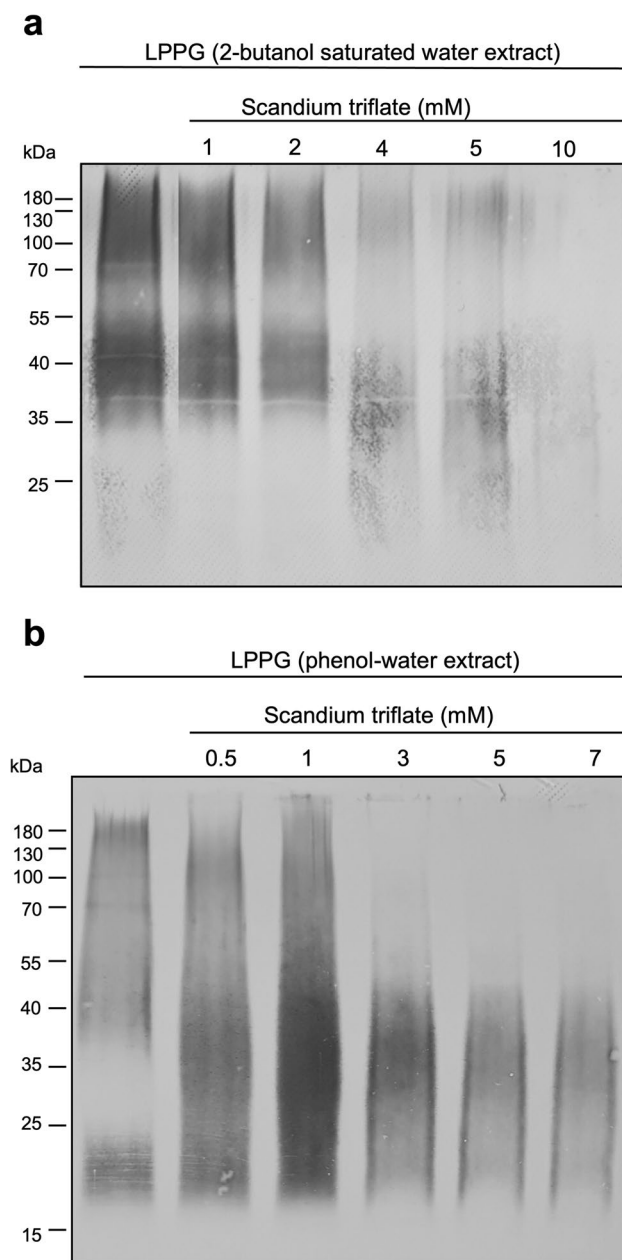 a
LPPG (2-butanol saturated water extract)
Scandium triflate (mM)
kDa 1 2 4 5 10
180
130
100
70
55
40
35
25
b
LPPG (phenol-water extract)
Scandium triflate (mM)
kDa 0.5 1 3 5 7
180
130
100
70
55
40
35
25
15